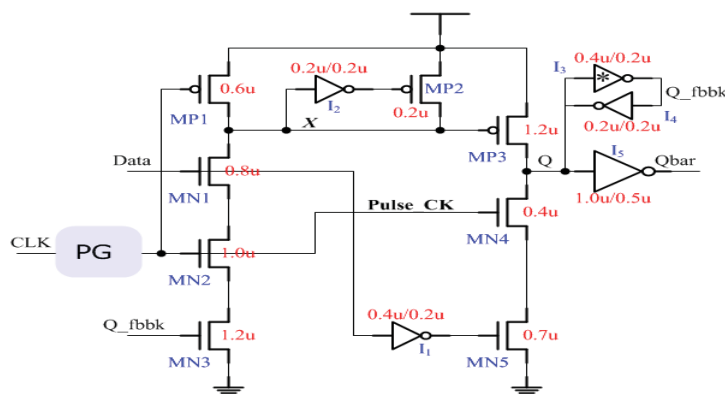 0.4u/0.2u
I3
*
Q_fbbk
0.2u/0.2u
I4
0.2u/0.2u
I2
MP2
0.2u
0.6u
MP1
X
1.2u
MP3
Data
0.8u
MN1
Q
I5
Qbar
1.0u/0.5u
Pulse_CK
0.4u
MN4
CLK
PG
1.0u
MN2
Q_fbbk
1.2u
MN3
0.4u/0.2u
I1
0.7u
MN5